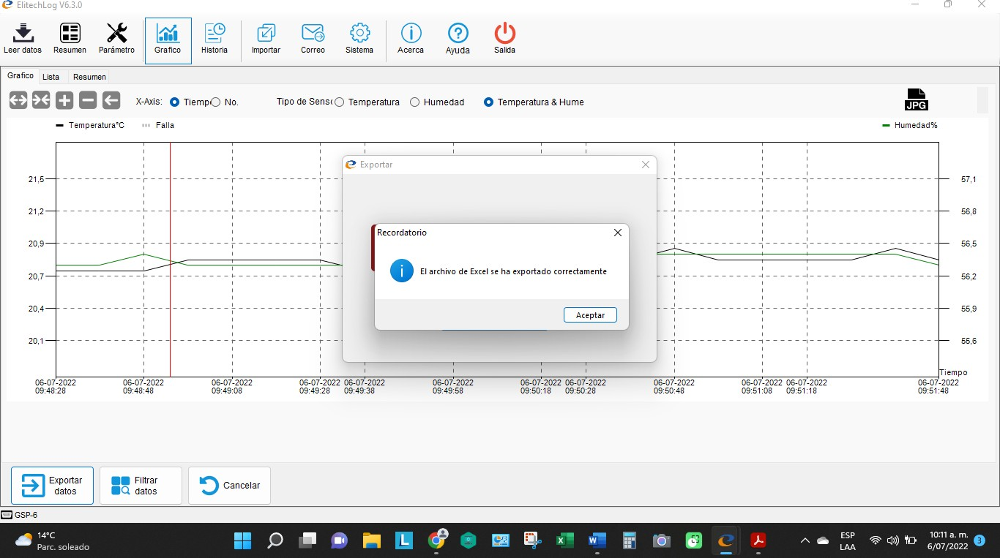 ElitechLog V6.3.0
Leer datos
Resumen
Parámetro
Grafico
Historia
Importar
Correo
Sistema
Acerca
Ayuda
Salida
Grafico
Lista
Resumen
X-Axis:
Tiemp
No.
Tipo de Sens
Temperatura
Humedad
Temperatura & Hume
JPG
Temperatura°C
Falla
Humedad%
Exportar
21,5
57,1
21,2
56,8
20,9
56,5
20,7
56,2
20,4
55,9
20,1
55,6
Recordatorio
El archivo de Excel se ha exportado correctamente
Aceptar
Tiempo
06-07-2022
09:48:28
06-07-2022
09:48:48
06-07-2022
09:49:08
06-07-2022
09:49:28
06-07-2022
09:49:38
06-07-2022
09:49:58
06-07-2022
09:50:18
06-07-2022
09:50:28
06-07-2022
09:50:48
06-07-2022
09:51:08
06-07-2022
09:51:18
06-07-2022
09:51:48
Exportar
datos
Filtrar
datos
Cancelar
GSP-6
14°C
Parc. soleado
L
ESP
LAA
10:11 a. m.
6/07/2022
3